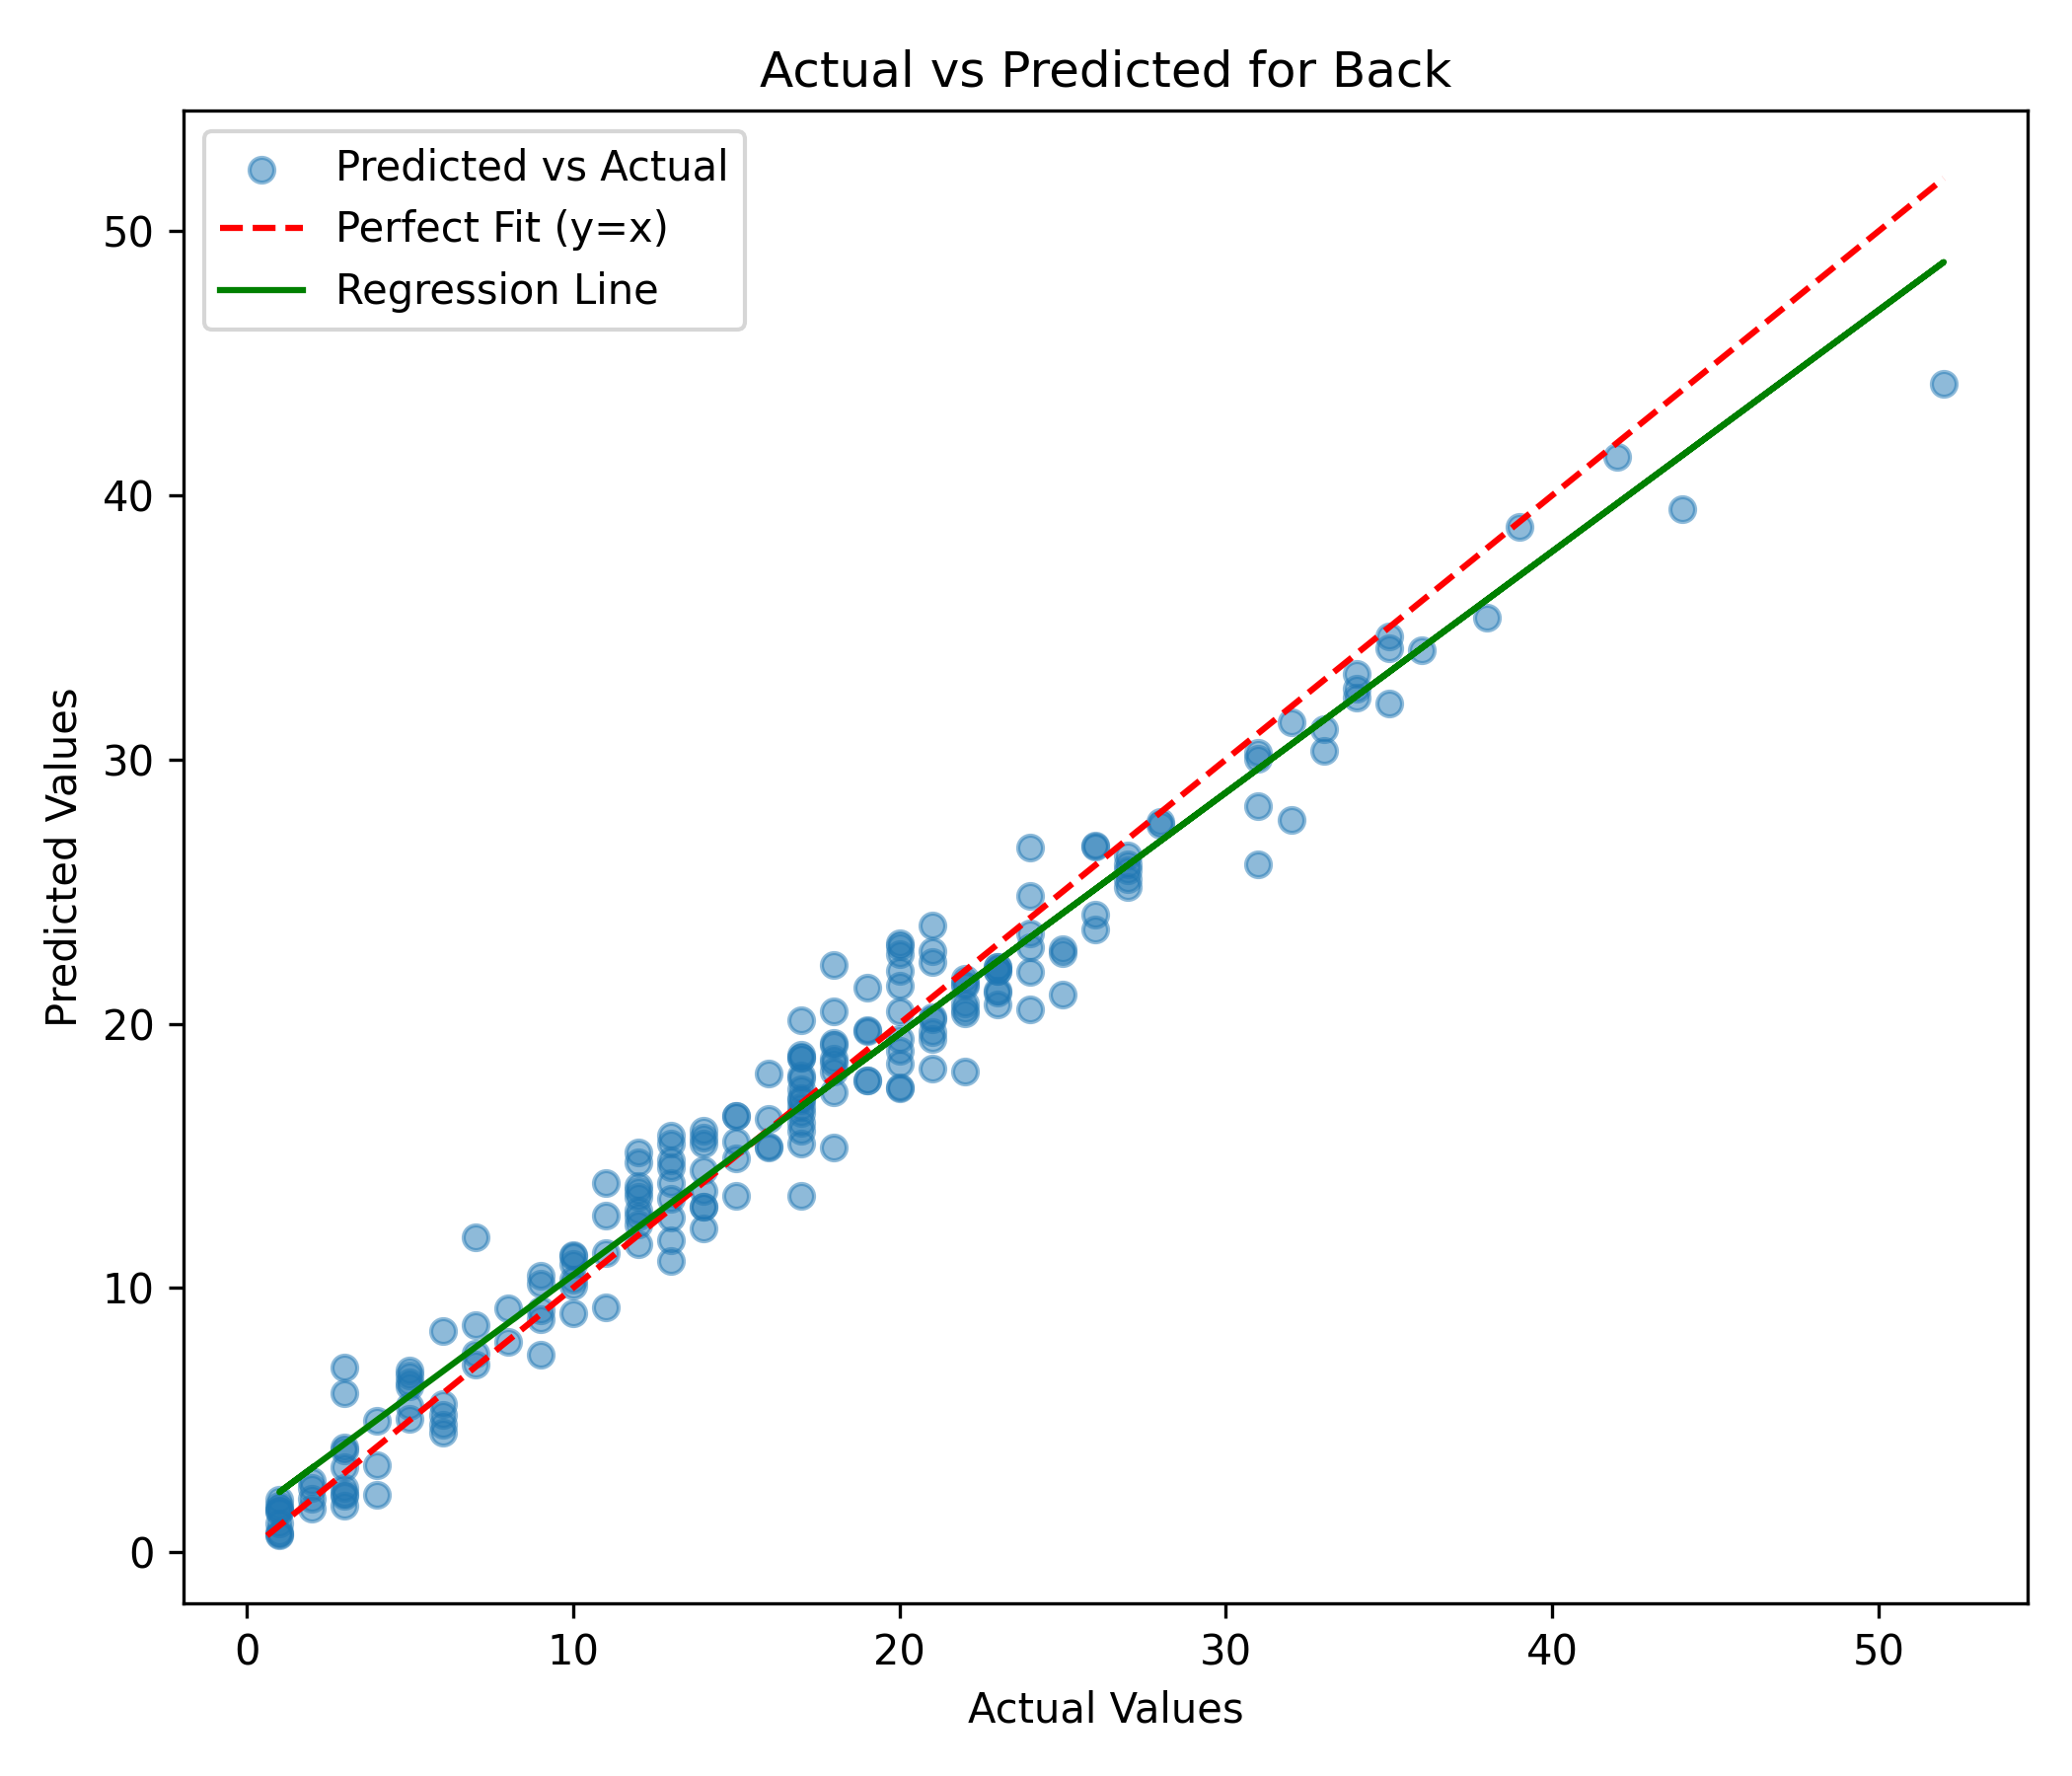 Actual vs Predicted for Back
Predicted vs Actual
Perfect Fit (y=x)
Regression Line
Predicted Values
50
40
30
20
10
0
0 10 20 30 40 50
Actual Values